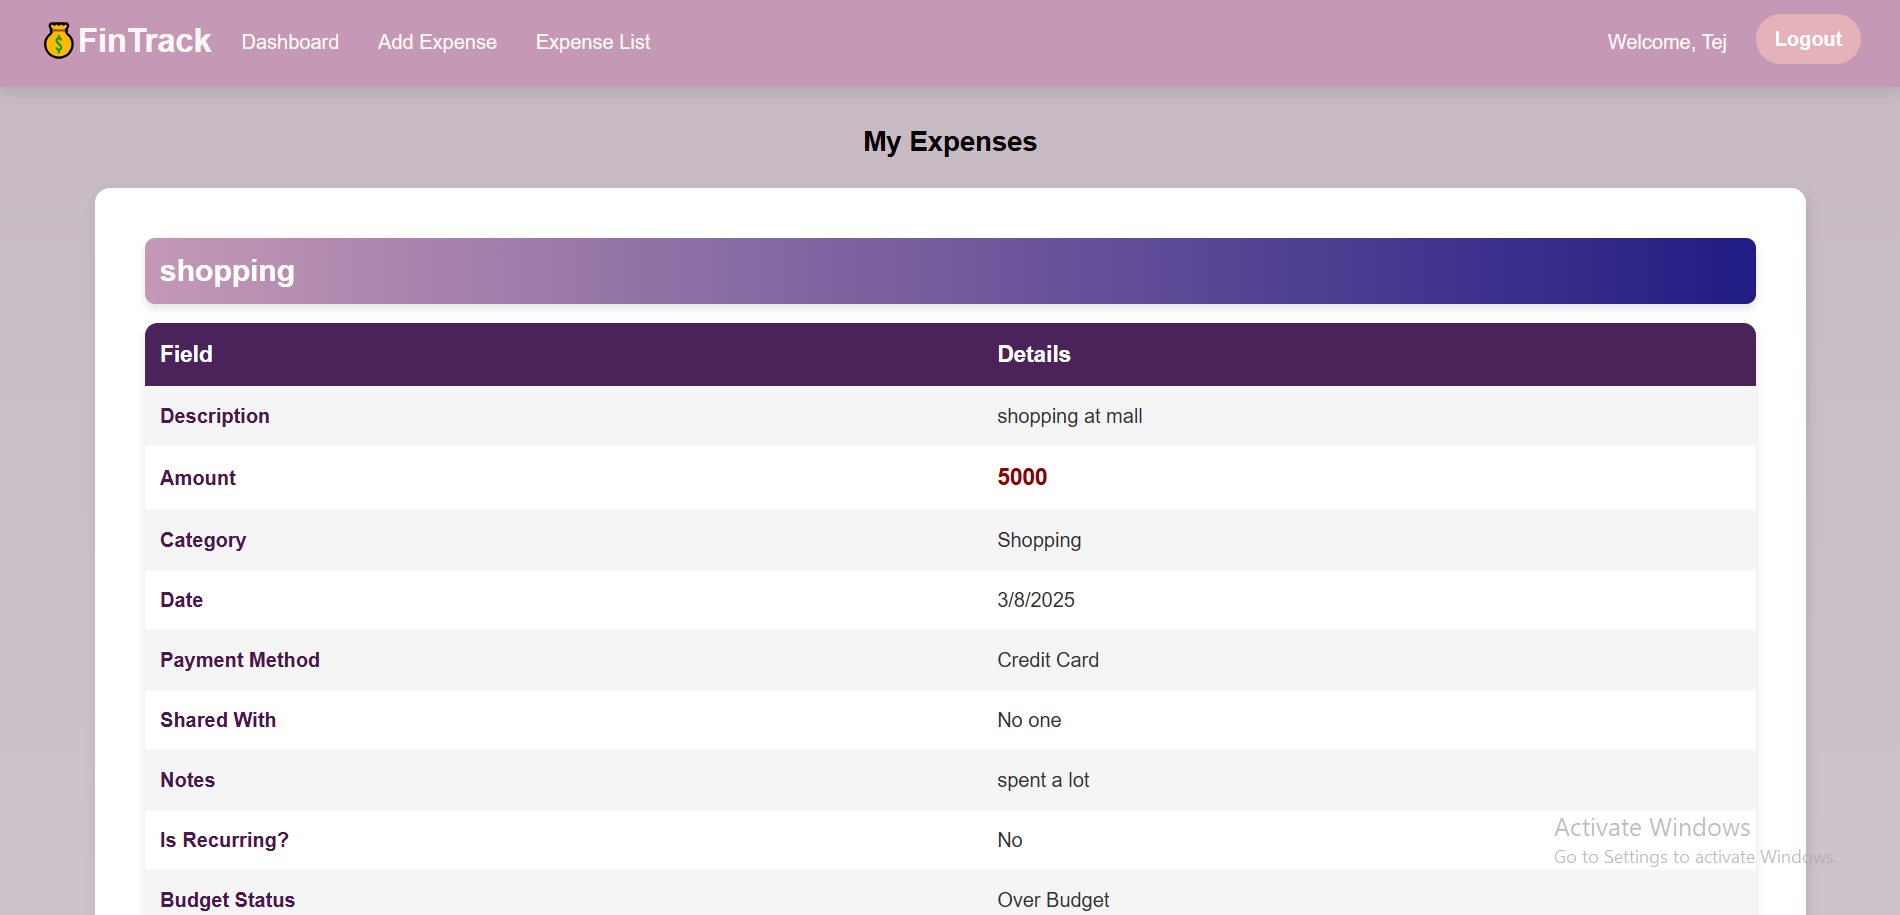 FinTrack Dashboard Add Expense Expense List Welcome, Tej Logout
My Expenses
shopping
Field Details
Description shopping at mall
Amount 5000
Category Shopping
Date 3/8/2025
Payment Method Credit Card
Shared With No one
Notes spent a lot
Is Recurring? No
Activate Windows
Go to Settings to activate Windows.
Budget Status Over Budget